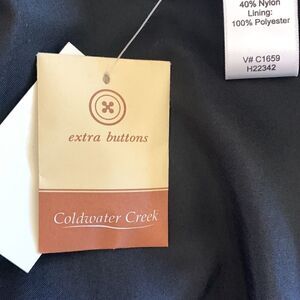 40% Nylon
Lining:
100% Polyester
V# C1659
H22342
extra buttons
Coldwater Creek